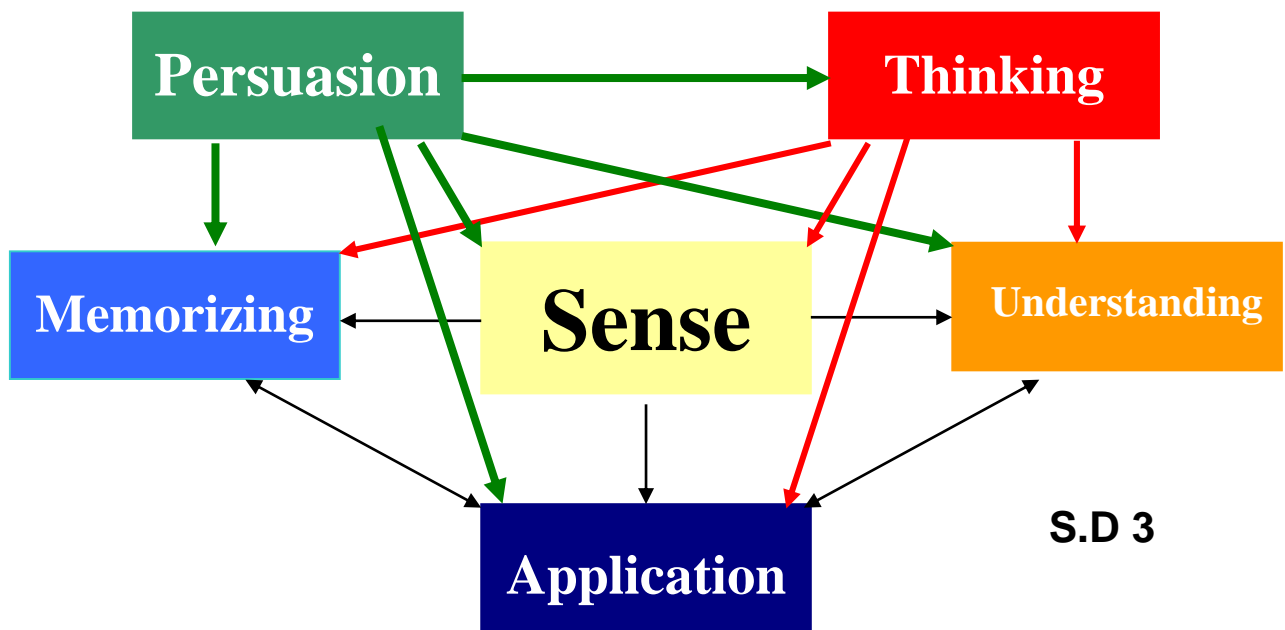 Persuasion
Thinking
Memorizing
Sense
Understanding
S.D 3
Application